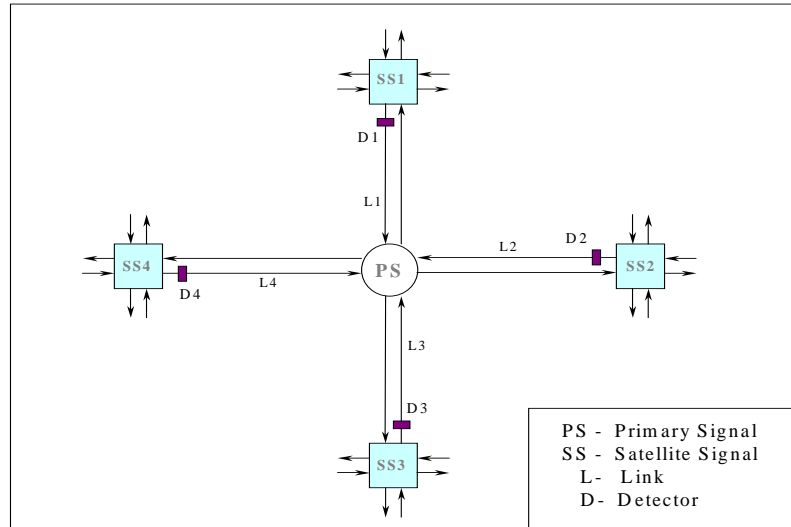 SS1
D1
L1
L2
D2
SS4
PS
SS2
D4
L4
L3
D3
SS3
PS - Primary Signal
SS - Satellite Signal
L- Link
D- Detector